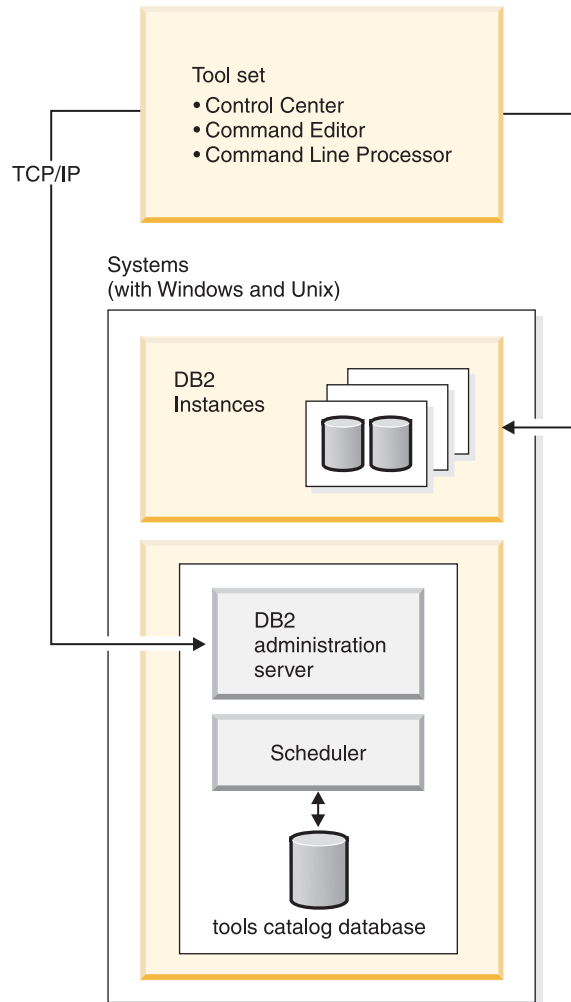 Tool set
• Control Center
• Command Editor
• Command Line Processor
TCP/IP
Systems
(with Windows and Unix)
DB2
Instances
DB2
administration
server
Scheduler
tools catalog database